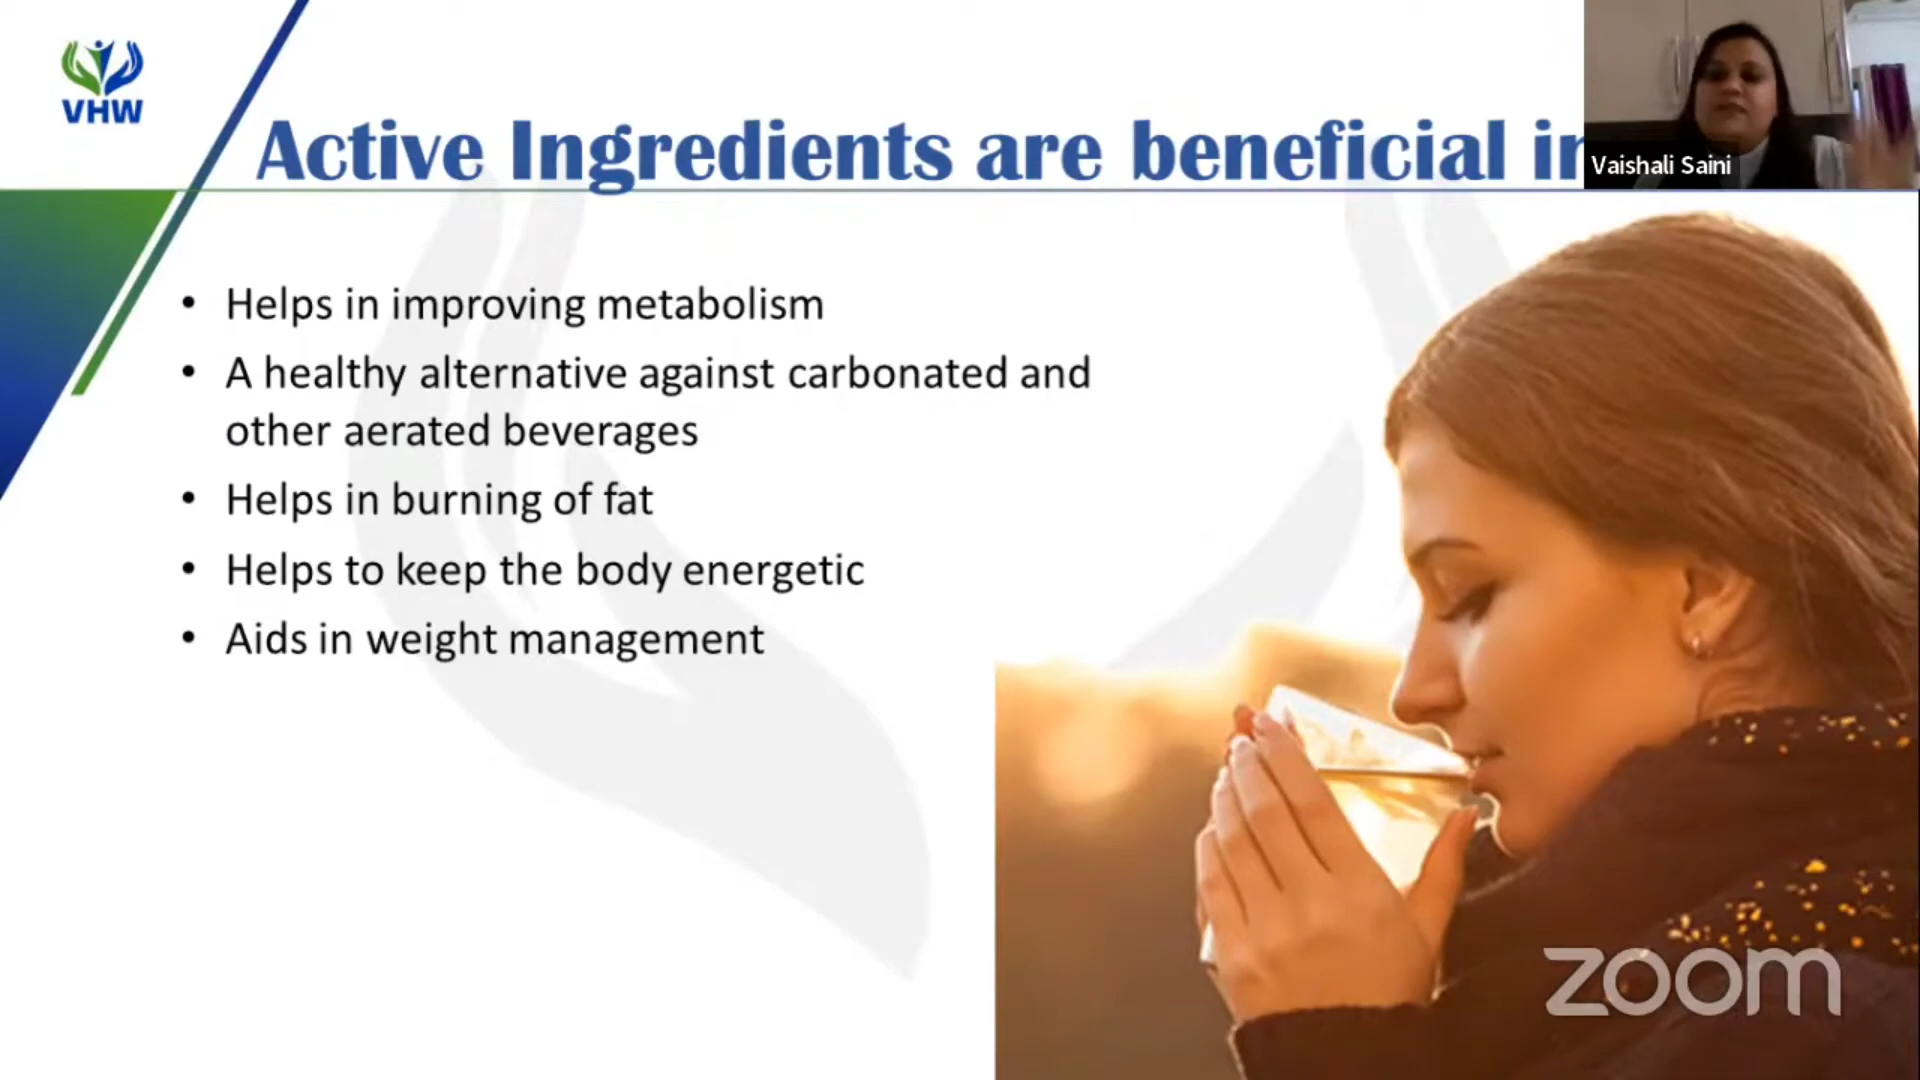 VHW
Active Ingredients are beneficial in
Vaishali Saini
• Helps in improving metabolism
• A healthy alternative against carbonated and
other aerated beverages
• Helps in burning of fat
• Helps to keep the body energetic
• Aids in weight management
zoom